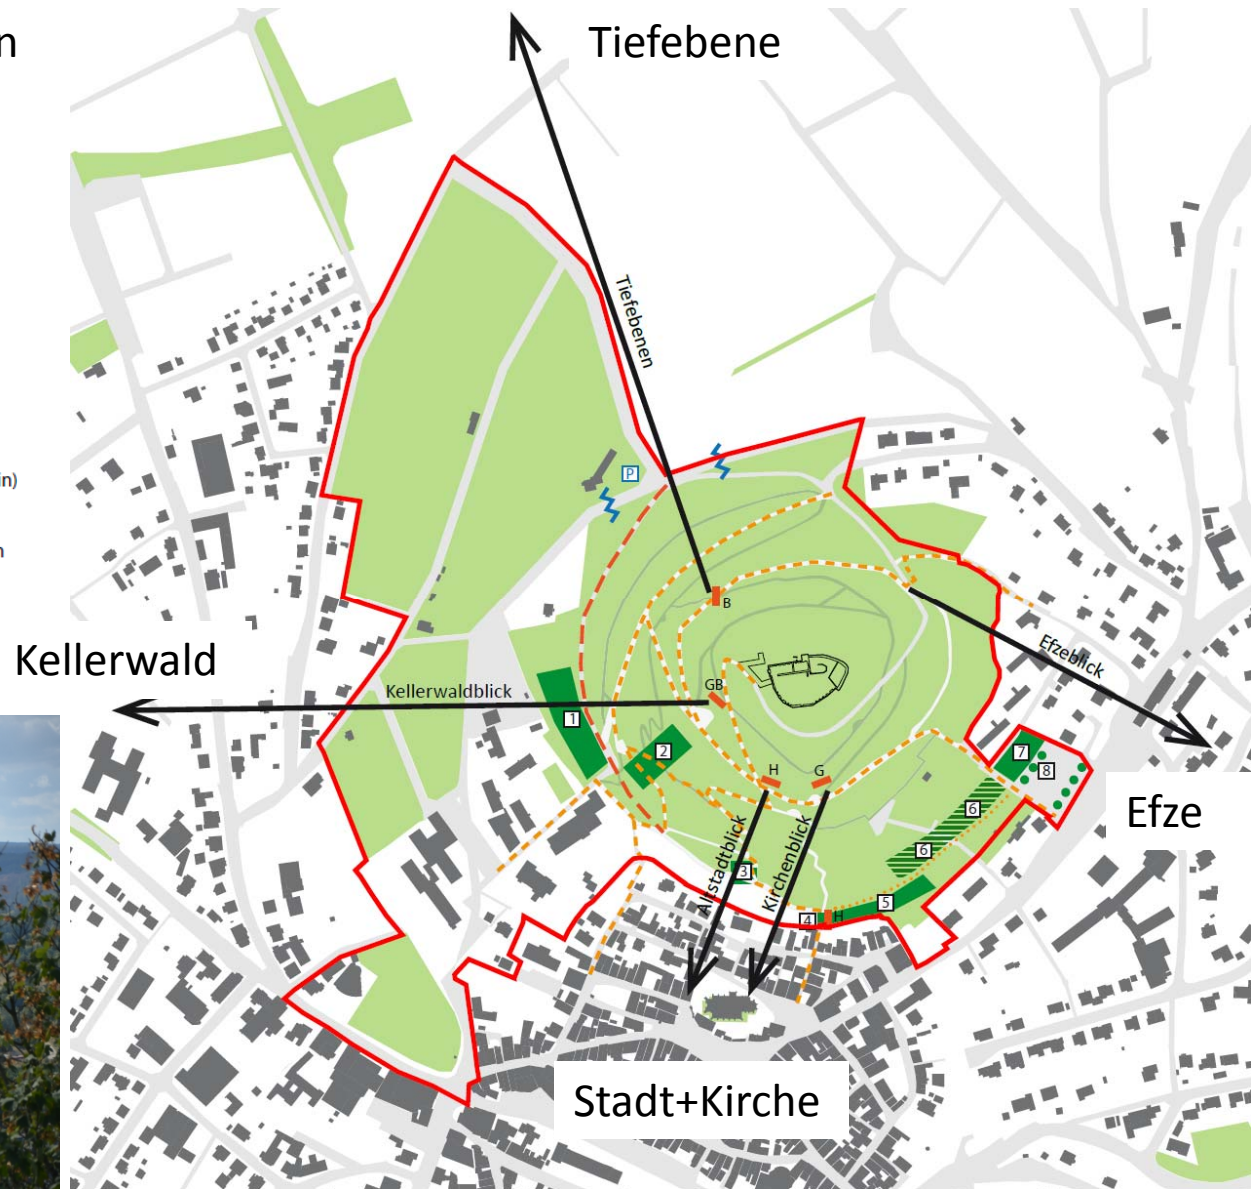 n
Tiefebene
Tiefebenen
in)
P
n
B
Kellerwald
Efzeblick
Kellerwaldblick
GB
1
2
7
8
H
G
6
Efze
6
Altstadtblick
Kirchenblick
3
5
4
H
Stadt+Kirche